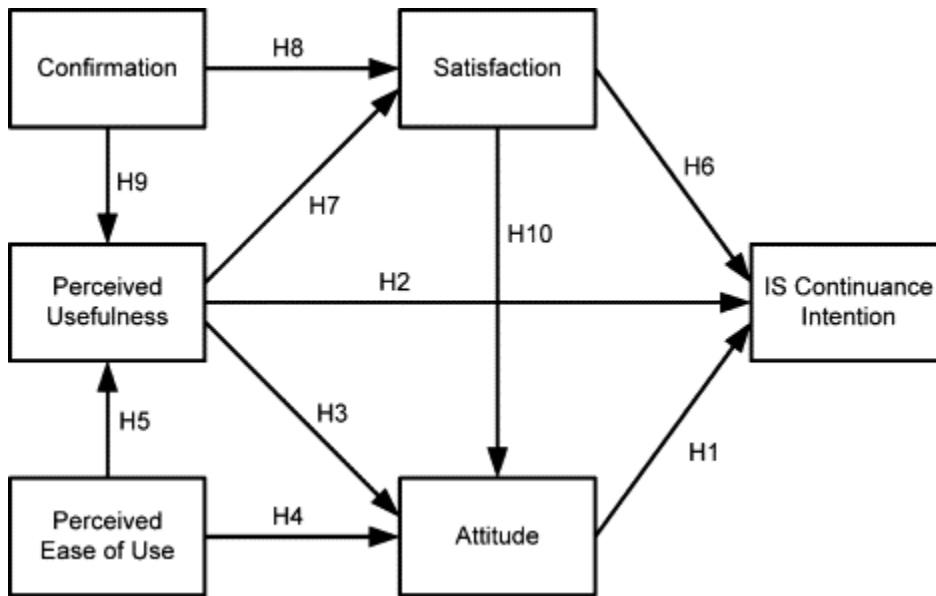 Confirmation
H8
Satisfaction
H9
H7
H6
H10
Perceived
Usefulness
H2
IS Continuance
Intention
H5
H3
H1
Perceived
Ease of Use
H4
Attitude